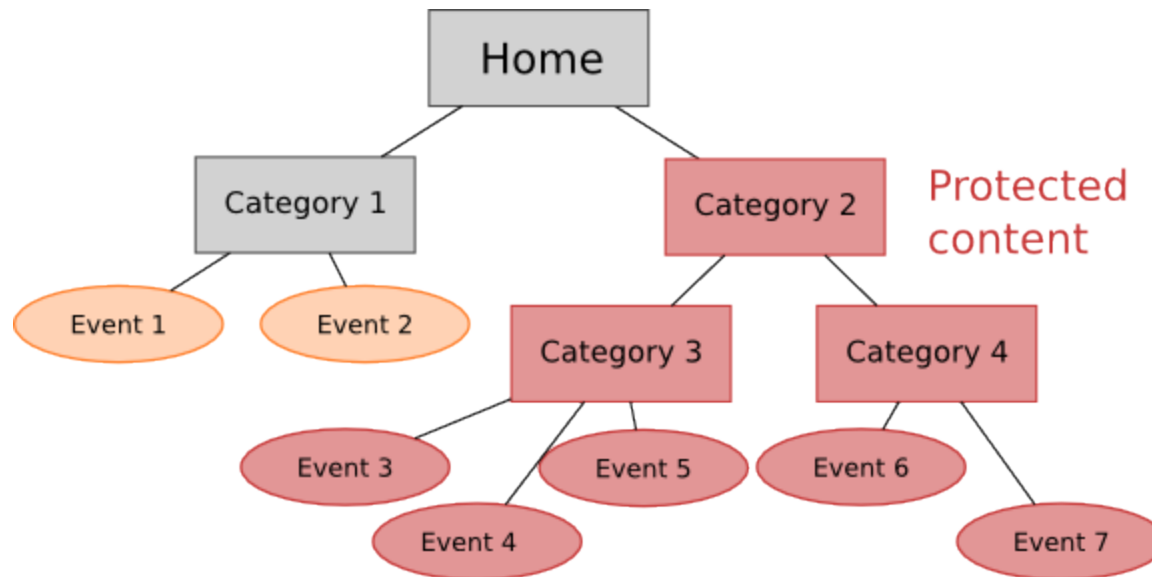 Home
Category 1
Category 2
Protected
content
Event 1
Event 2
Category 3
Category 4
Event 3
Event 5
Event 6
Event 4
Event 7